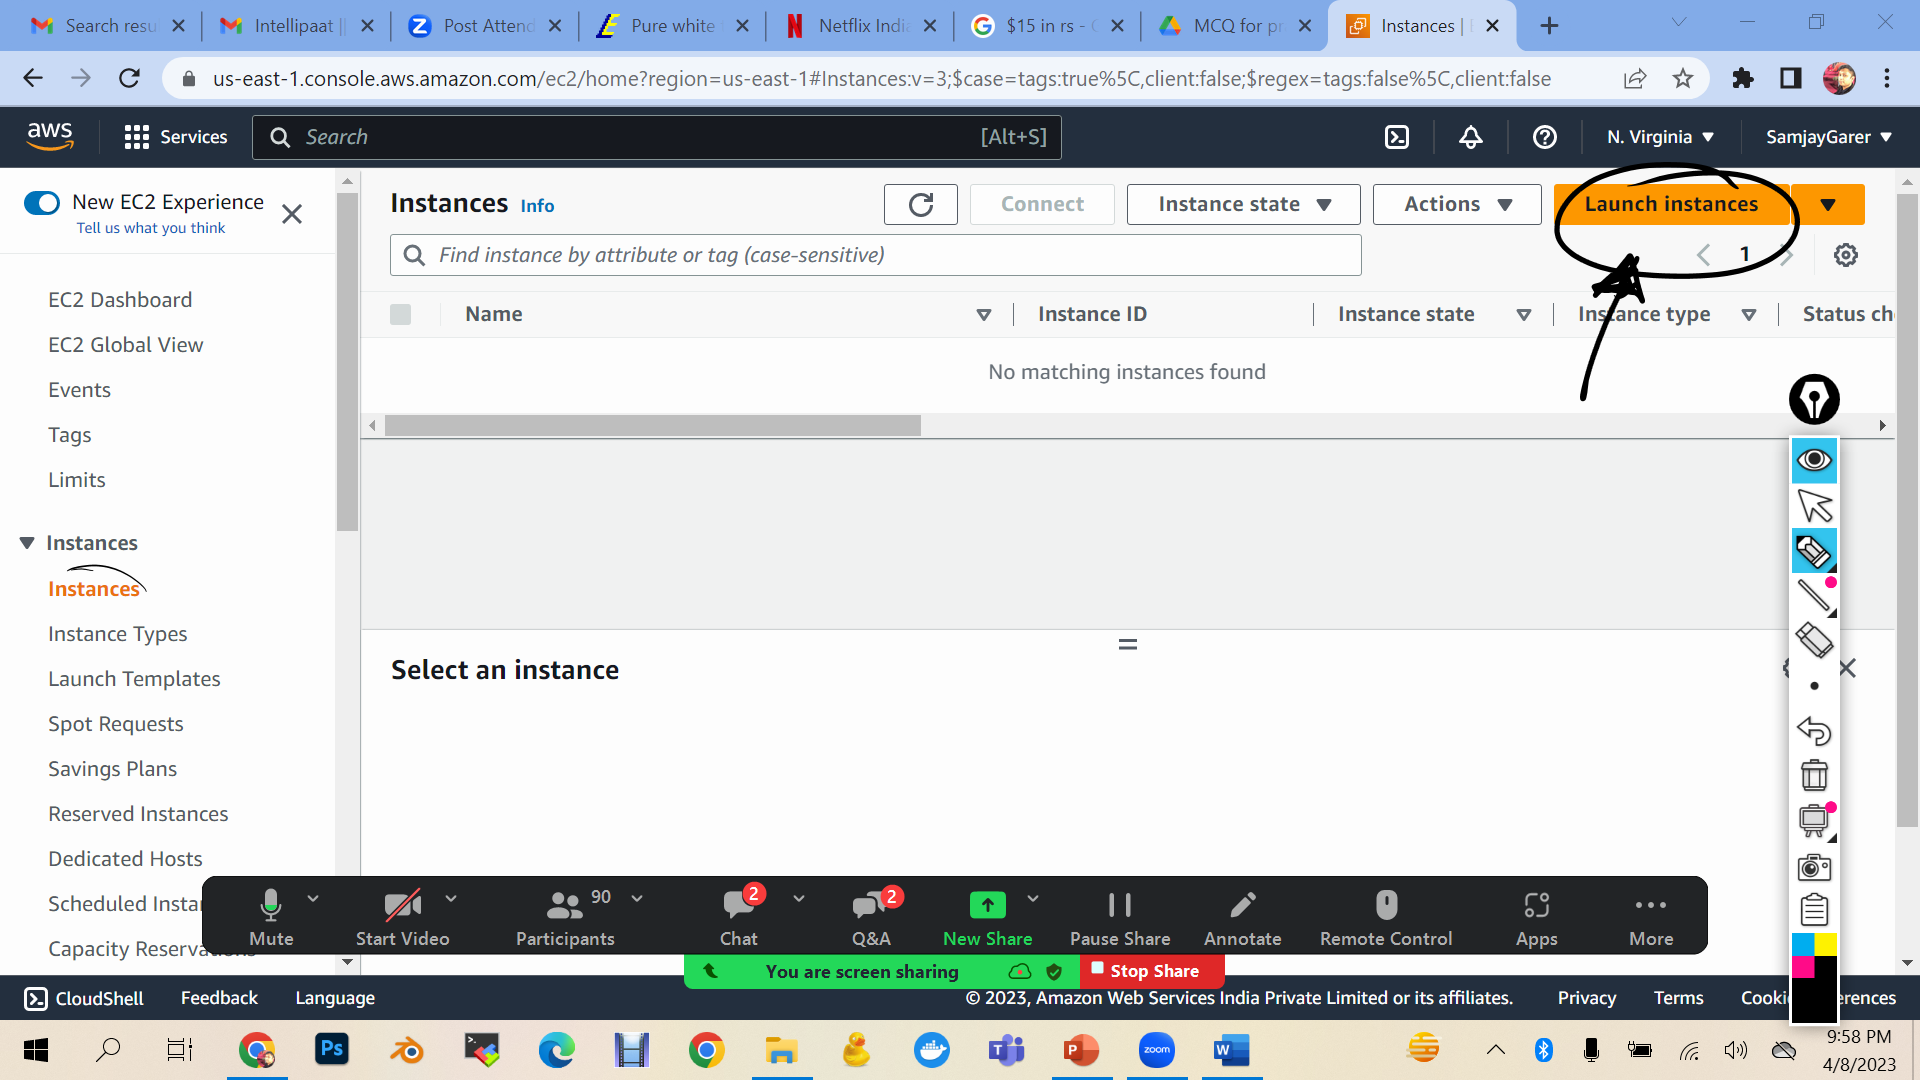 Search resu
Intellipaat ||
Post Attend
Pure white
Netflix India
$15 in rs - G
MCQ for pr
Instances | E
us-east-1.console.aws.amazon.com/ec2/home?region=us-east-1#Instances:v=3;$case=tags:true%5C,client:false;$regex=tags:false%5C,client:false
aws
Services
Search
[Alt+S]
N. Virginia
SamjayGarer
New EC2 Experience
Tell us what you think
EC2 Dashboard
EC2 Global View
Events
Tags
Limits
Instances
Instances
Instance Types
Launch Templates
Spot Requests
Savings Plans
Reserved Instances
Dedicated Hosts
Scheduled Instan
Capacity Reservations
Instances Info
Connect
Instance state
Actions
Launch instances
Find instance by attribute or tag (case-sensitive)
1
Name
Instance ID
Instance state
Instance type
Status che
No matching instances found
Select an instance
Mute
Start Video
90
Participants
2
Chat
2
Q&A
New Share
Pause Share
Annotate
Remote Control
Apps
More
You are screen sharing
Stop Share
CloudShell
Feedback
Language
© 2023, Amazon Web Services India Private Limited or its affiliates.
Privacy
Terms
Cooki
erences
Ps
P
zoom
W
9:58 PM
4/8/2023